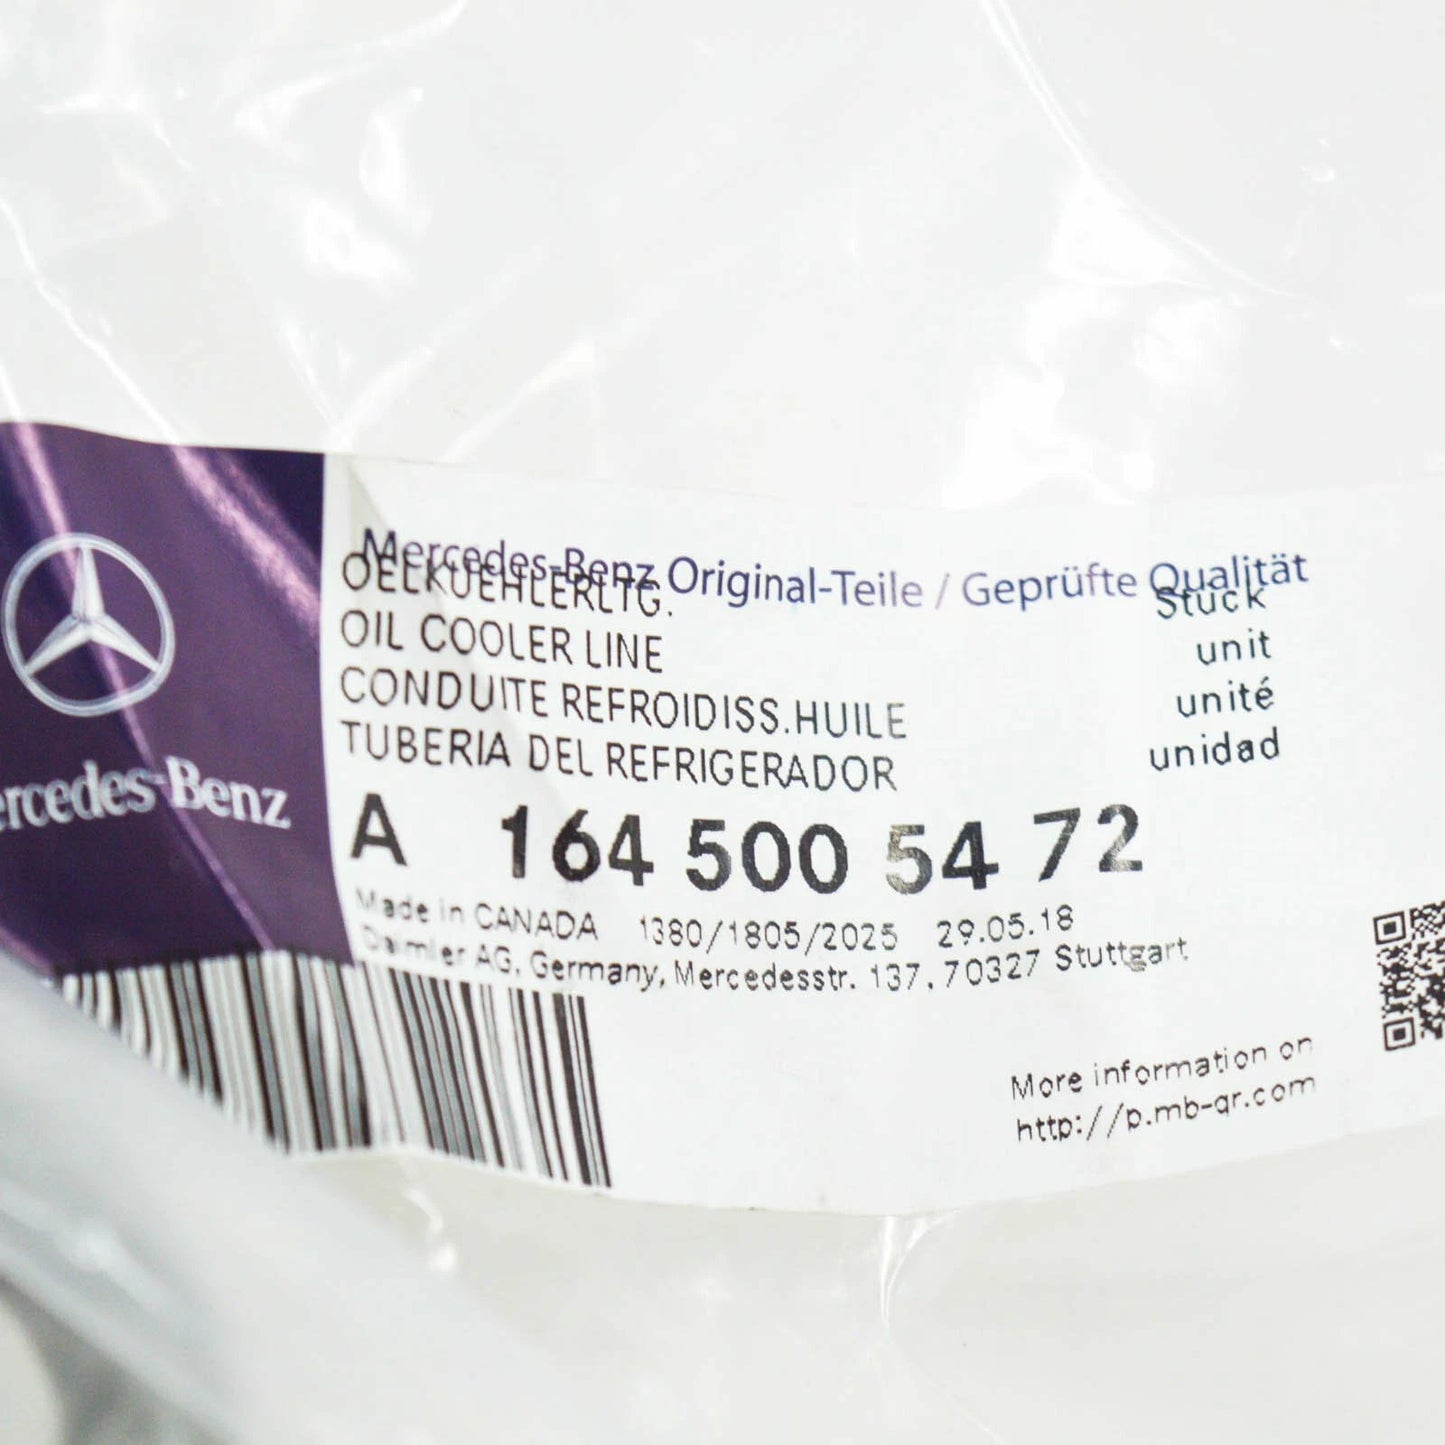 Mercedes-Benz Original-Teile / Geprüfte Qualität
OELKUEHLERLTG. Stück
OIL COOLER LINE unit
CONDUITE REFROIDISS.HUILE unité
TUBERIA DEL REFRIGERADOR unidad
Mercedes-Benz
A 164 500 54 72
Made in CANADA 1380/1805/2025 29.05.18
Daimler AG, Germany, Mercedesstr. 137, 70327 Stuttgart
More information on
http://p.mb-qr.com